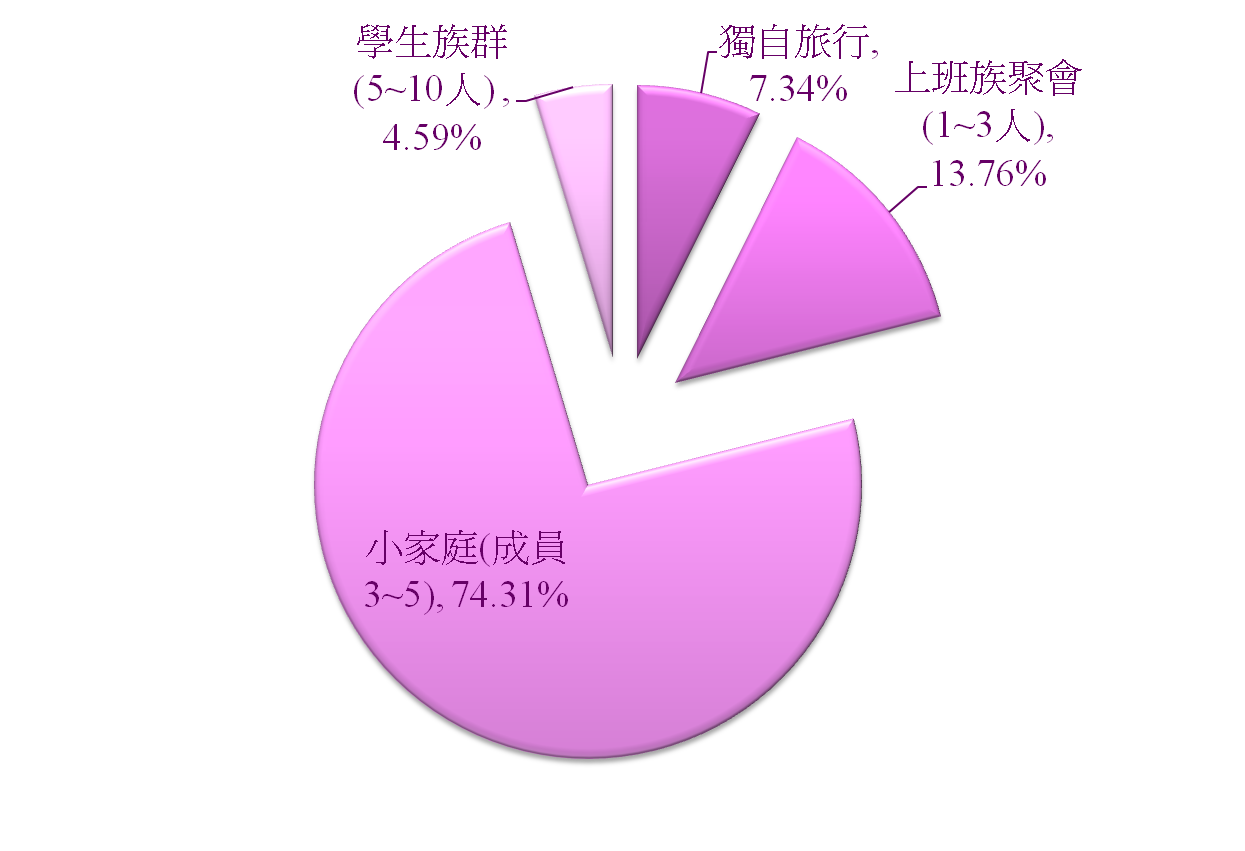 學生族群
(5~10人) ,
4.59%
獨自旅行,
7.34%
上班族聚會
(1~3人),
13.76%
小家庭(成員
3~5), 74.31%